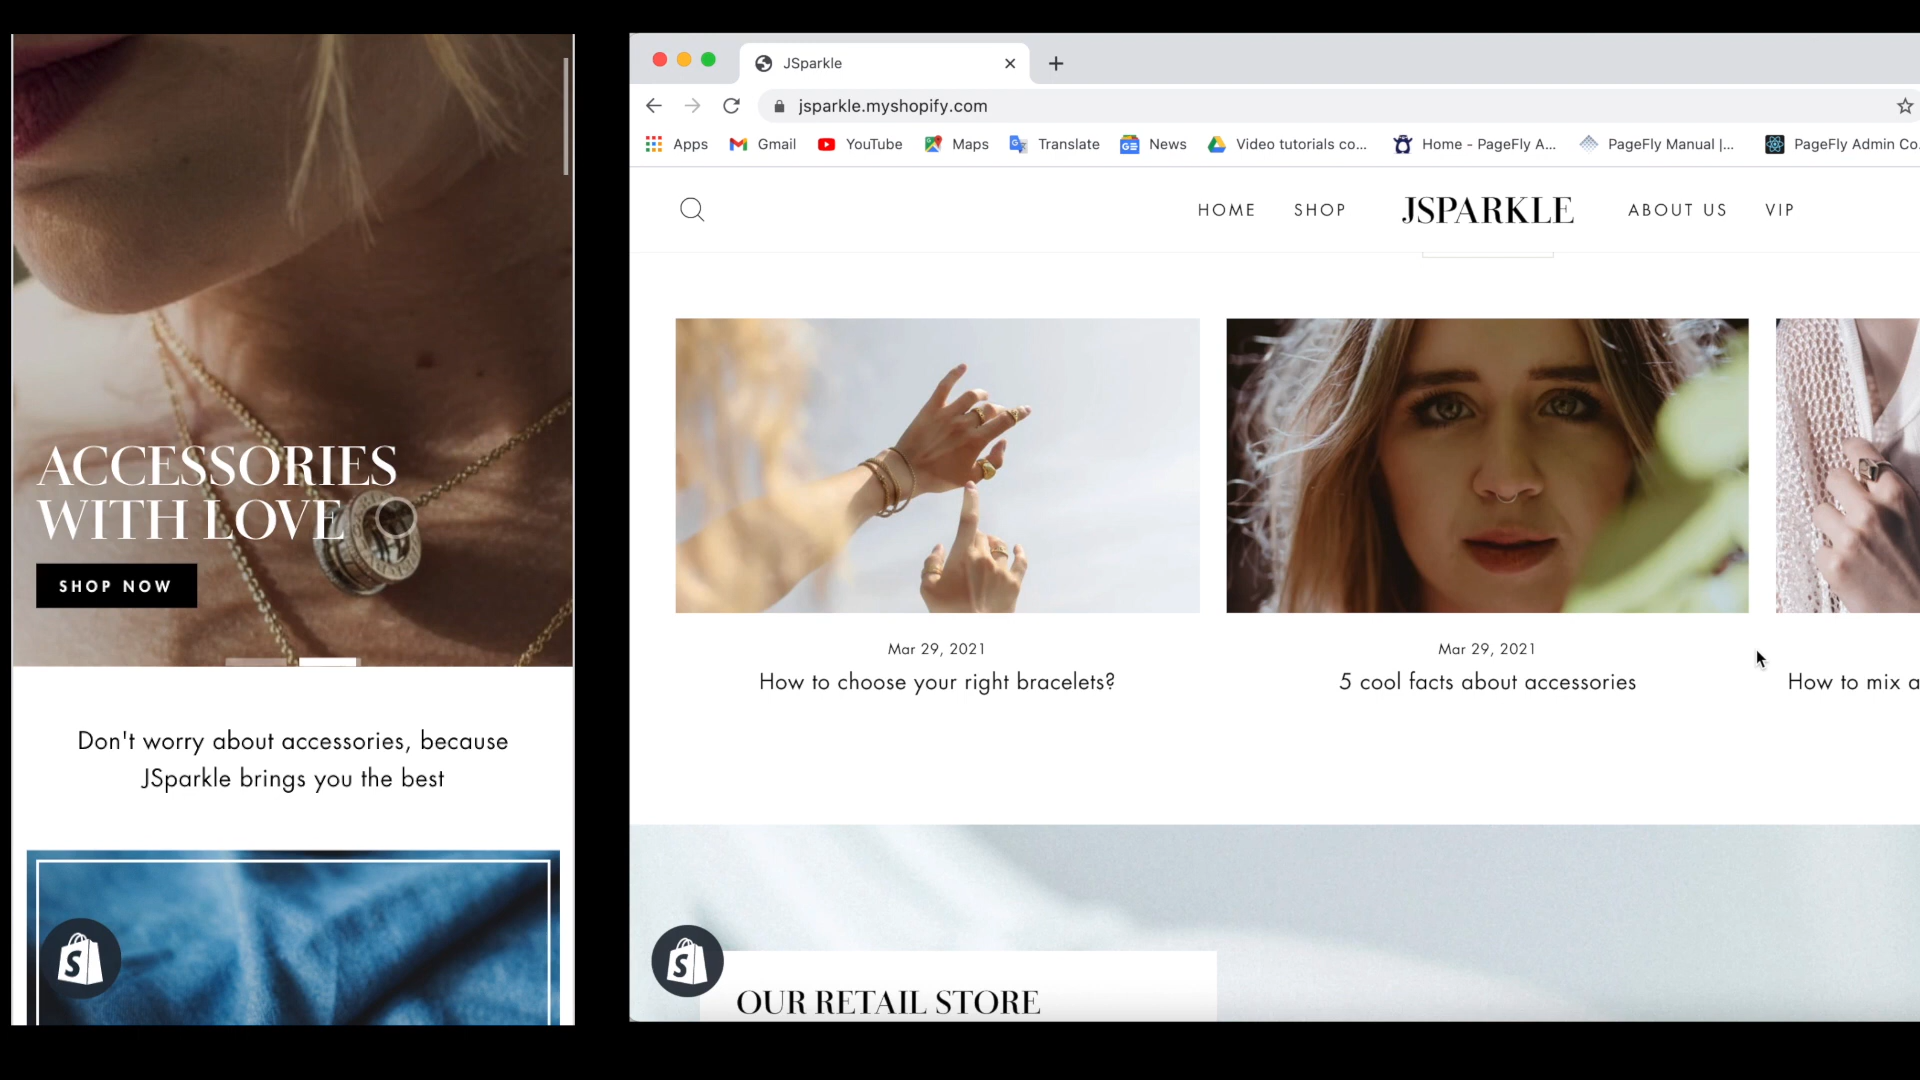 ACCESSORIES
WITH LOVE
SHOP NOW
Don't worry about accessories, because
JSparkle brings you the best
JSparkle
jsparkle.myshopify.com
Apps Gmail YouTube Maps Translate News Video tutorials co... Home - PageFly A... PageFly Manual |... PageFly Admin Co
HOME SHOP JSPARKLE ABOUT US VIP
Mar 29, 2021
How to choose your right bracelets?
Mar 29, 2021
5 cool facts about accessories
How to mix a
OUR RETAIL STORE